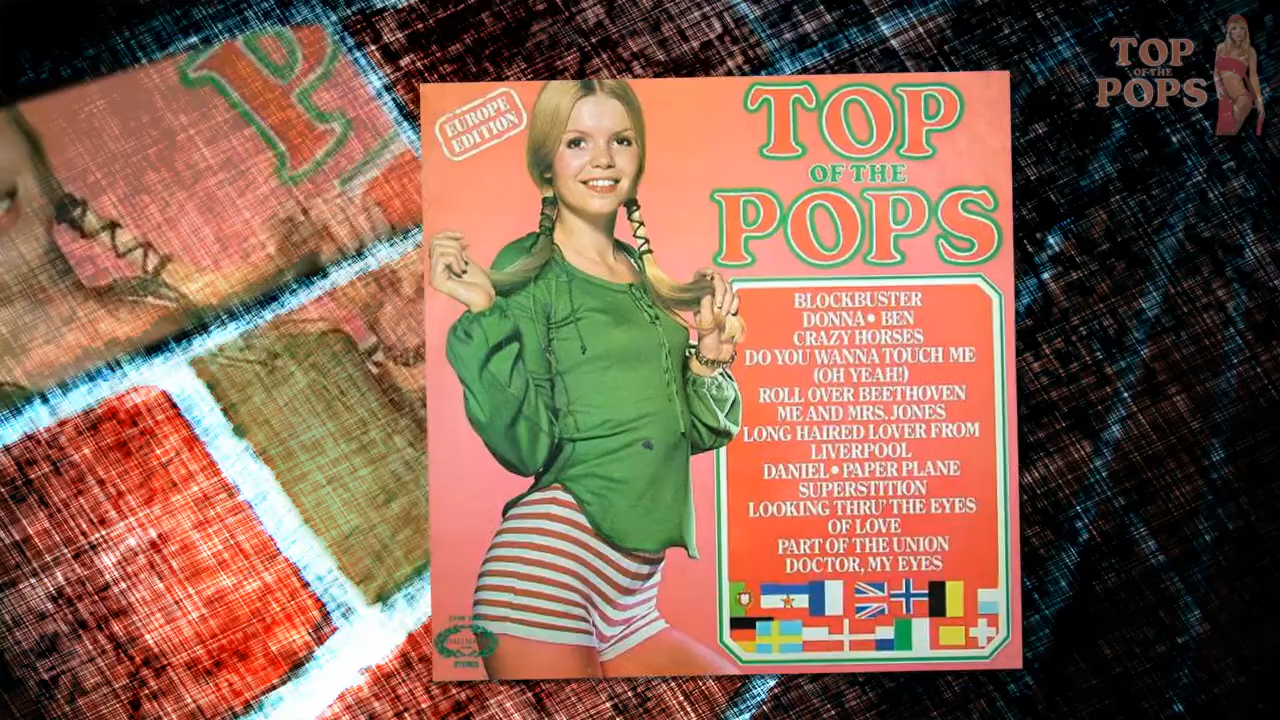 TOP
OF THE
POPS
EUROPE
EDITION
TOP
OF THE
POPS
BLOCKBUSTER
DONNA • BEN
CRAZY HORSES
DO YOU WANNA TOUCH ME
(OH YEAH!)
ROLL OVER BEETHOVEN
ME AND MRS. JONES
LONG HAIRED LOVER FROM
LIVERPOOL
DANIEL • PAPER PLANE
SUPERSTITION
LOOKING THRU' THE EYES
OF LOVE
PART OF THE UNION
DOCTOR, MY EYES
HALLMARK
STEREO